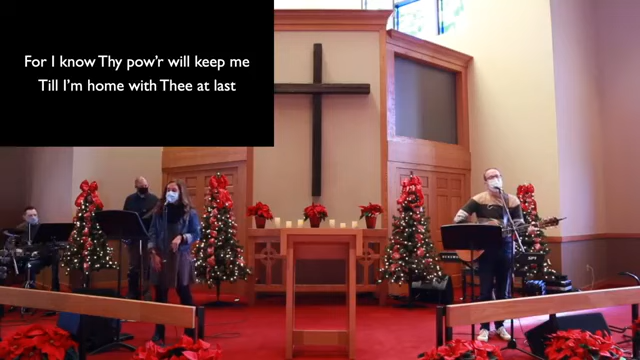 For I know Thy pow’r will keep me
Till I’m home with Thee at last